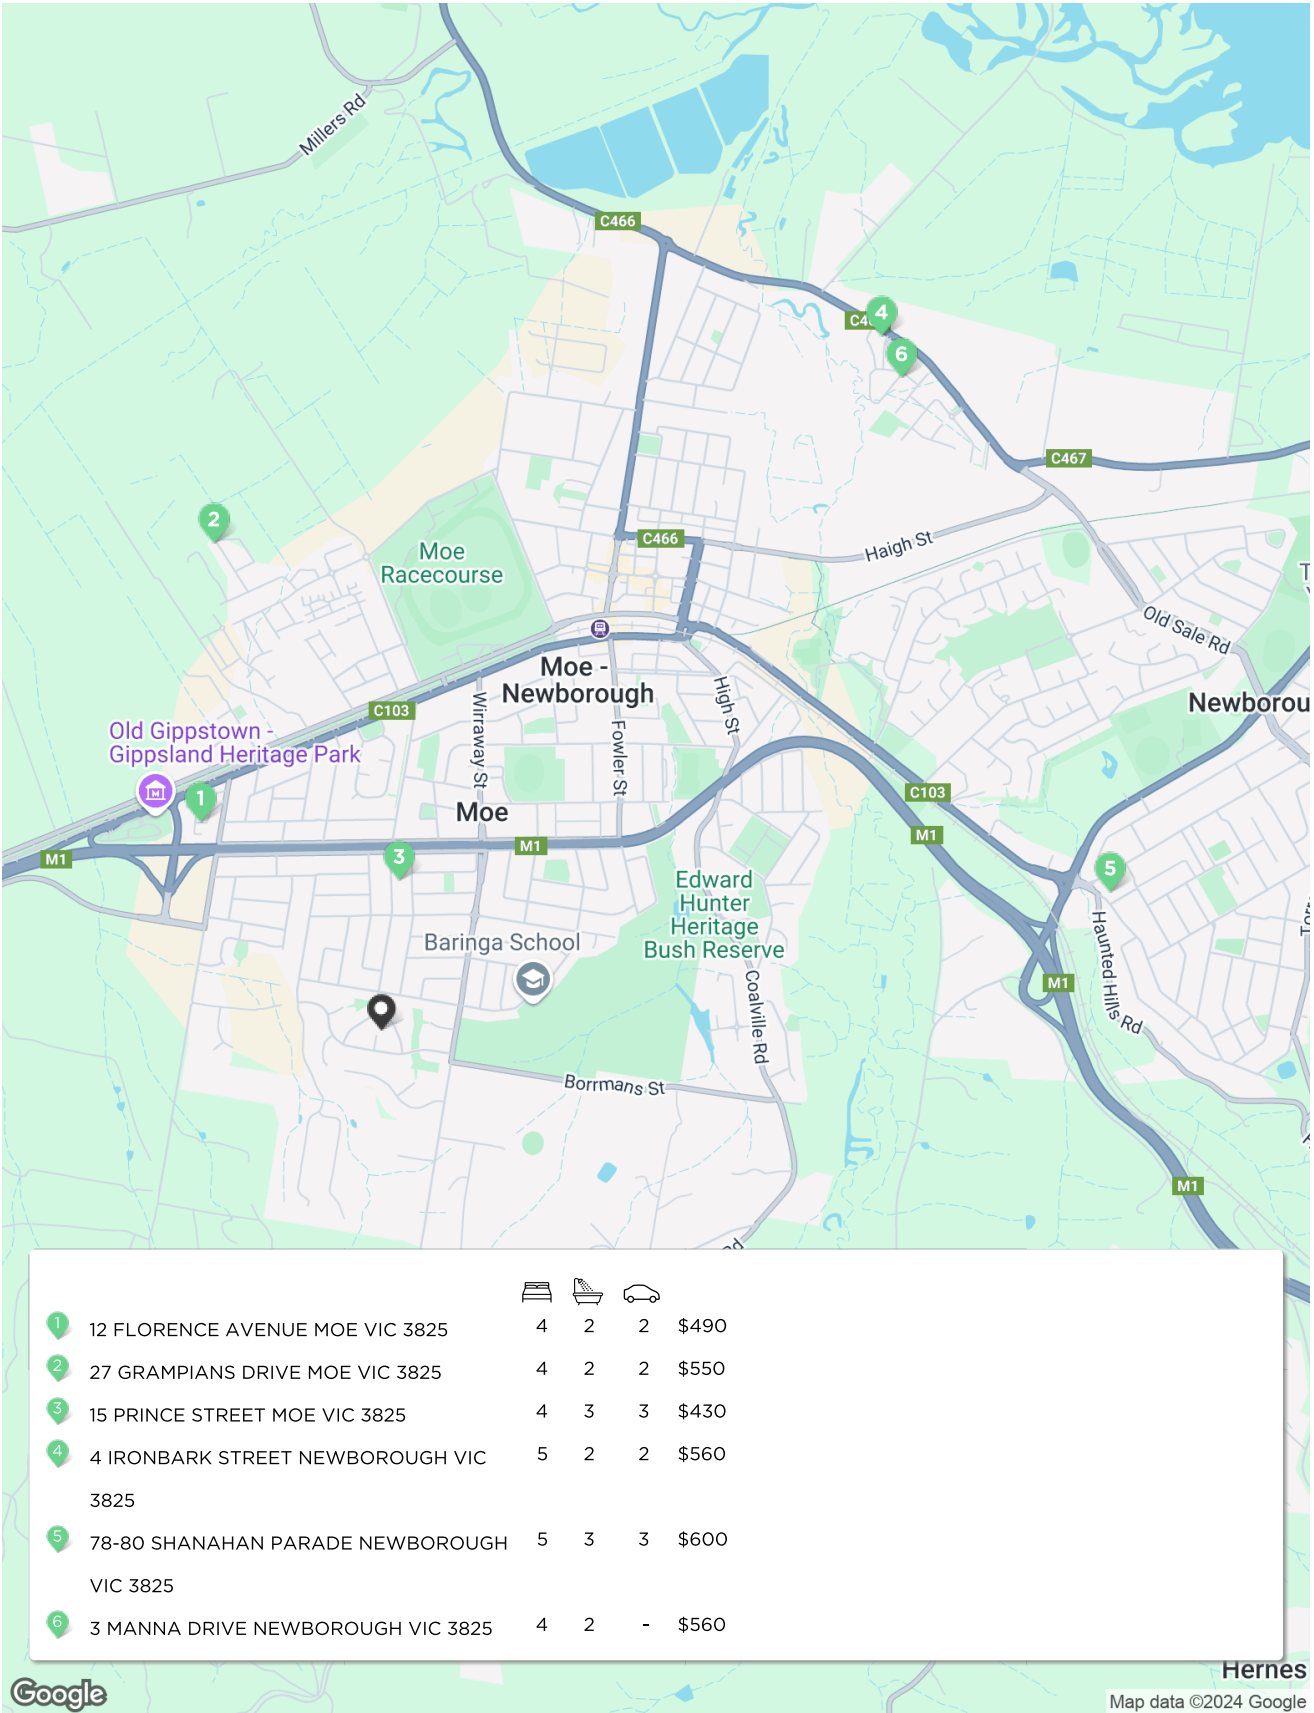 Millers Rd
C466
4
6
C467
2
Moe
Racecourse
C466
Haigh St
Old Sale Rd
Moe -
Newborough
High St
Wirraway St
Fowler St
C103
Old Gippstown -
Gippsland Heritage Park
1
Moe
C103
M1
M1
M1
3
5
Edward
Hunter
Heritage
Bush Reserve
Baringa School
Haunted Hills Rd
Coalville Rd
M1
Borrmans St
M1
12 FLORENCE AVENUE MOE VIC 3825 4 2 2 $490
2
27 GRAMPIANS DRIVE MOE VIC 3825 4 2 2 $550
3
15 PRINCE STREET MOE VIC 3825 4 3 3 $430
4
4 IRONBARK STREET NEWBOROUGH VIC 5 2 2 $560
3825
5
78-80 SHANAHAN PARADE NEWBOROUGH 5 3 3 $600
VIC 3825
6
3 MANNA DRIVE NEWBOROUGH VIC 3825 4 2 - $560
Hernes
Google
Map data ©2024 Google